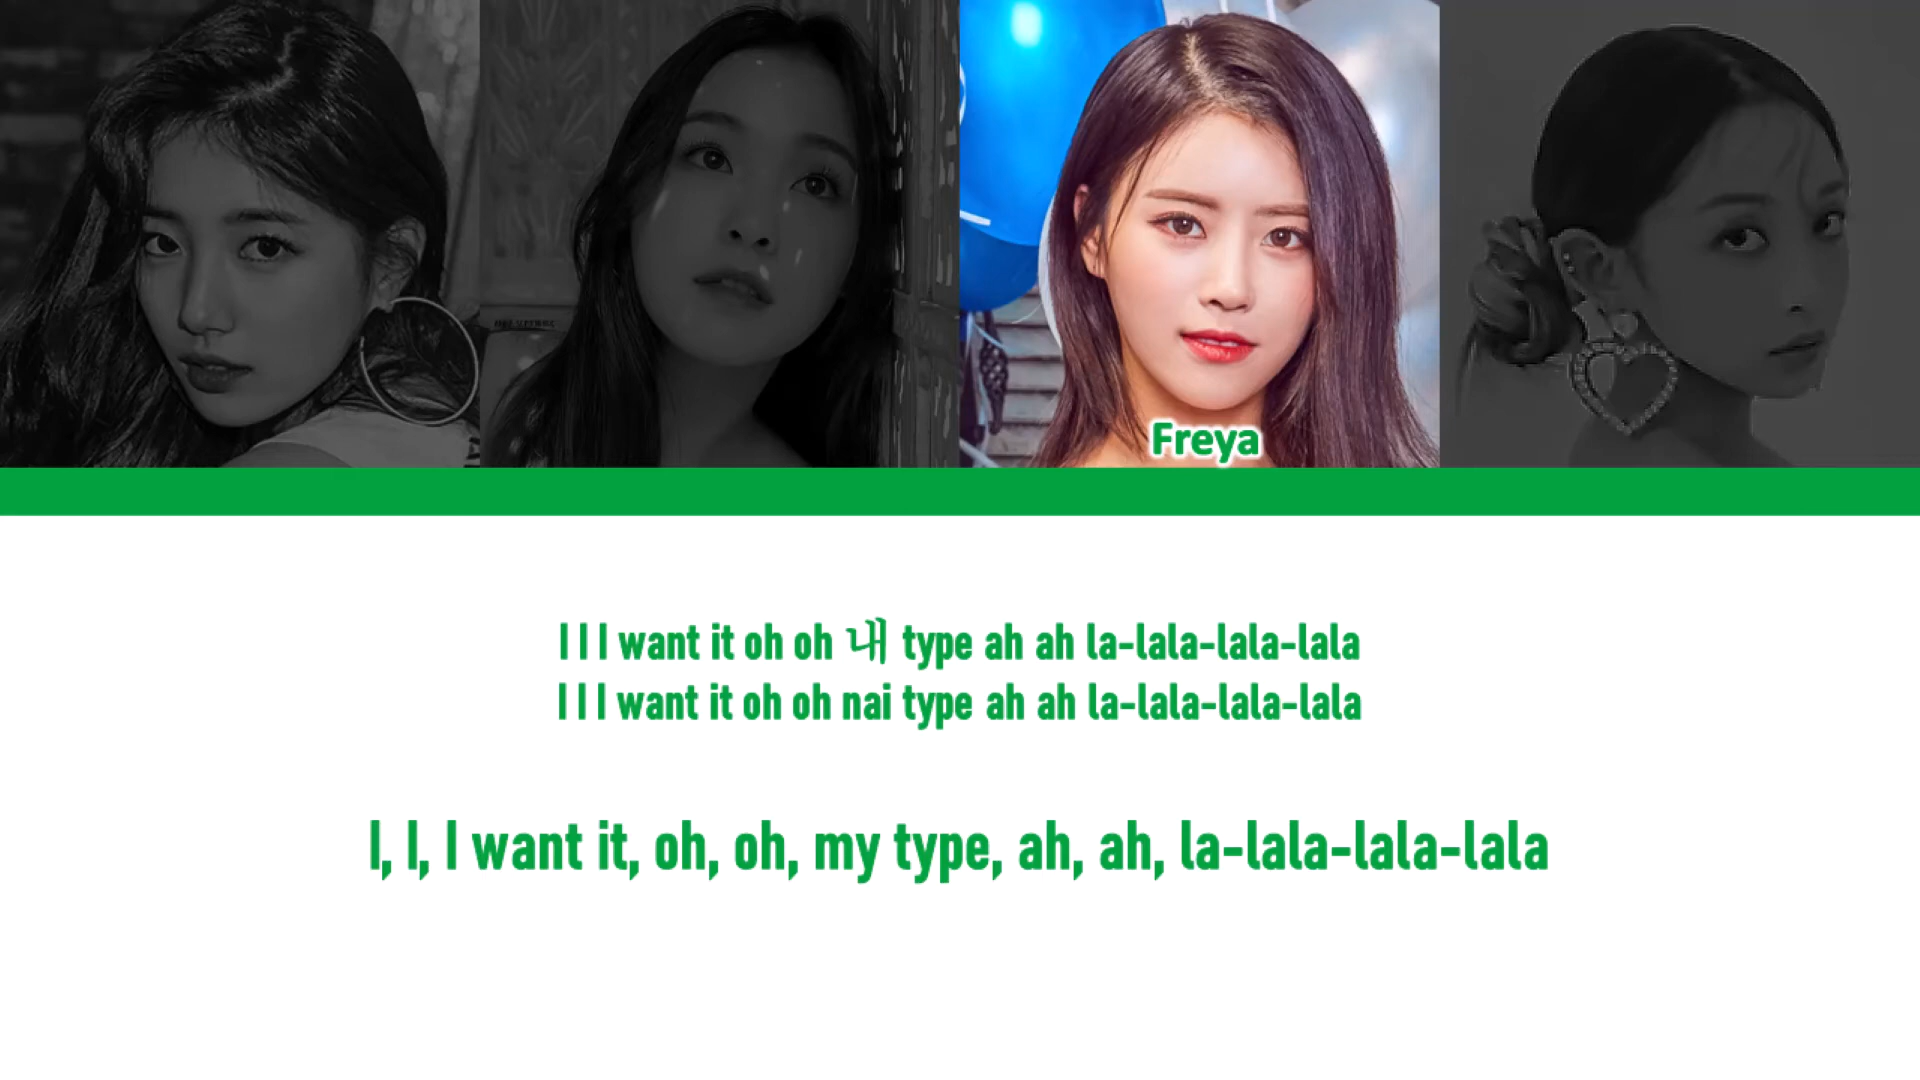 Freya
I I I want it oh oh 내 type ah ah la-lala-lala-lala
I I I want it oh oh nai type ah ah la-lala-lala-lala
I, I, I want it, oh, oh, my type, ah, ah, la-lala-lala-lala